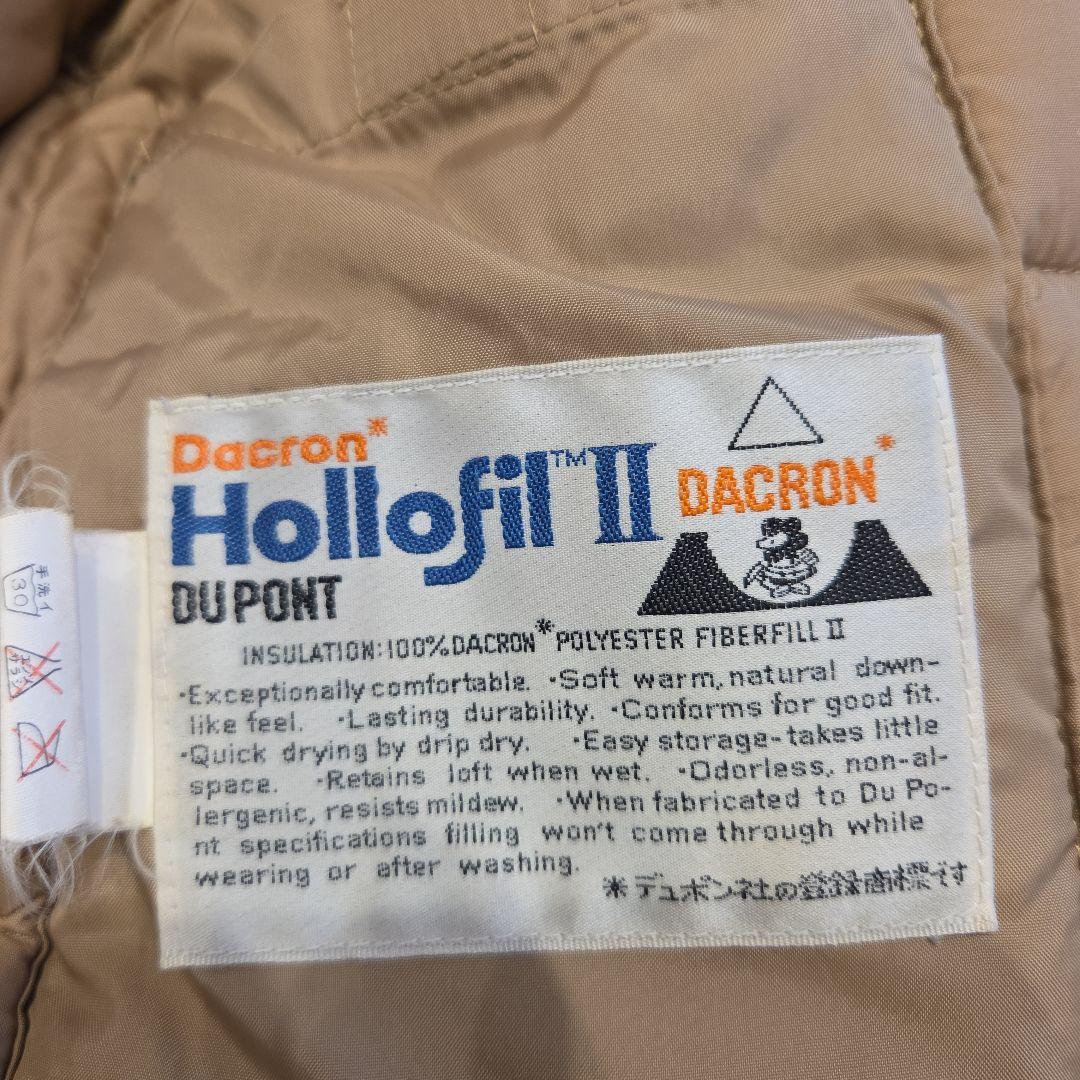 Dacron*
Hollofil™II
DU PONT
DACRON*
INSULATION:100%DACRON*POLYESTER FIBERFILL II
·Exceptionally comfortable. ·Soft warm, natural down-
like feel. ·Lasting durability. ·Conforms for good fit.
·Quick drying by drip dry. ·Easy storage-takes little
space. ·Retains loft when wet. ·Odorless, non-al-
lergenic, resists mildew. ·When fabricated to Du Po-
nt specifications filling won't come through while
wearing or after washing.
*デュポン社の登録商標です
手洗イ
30